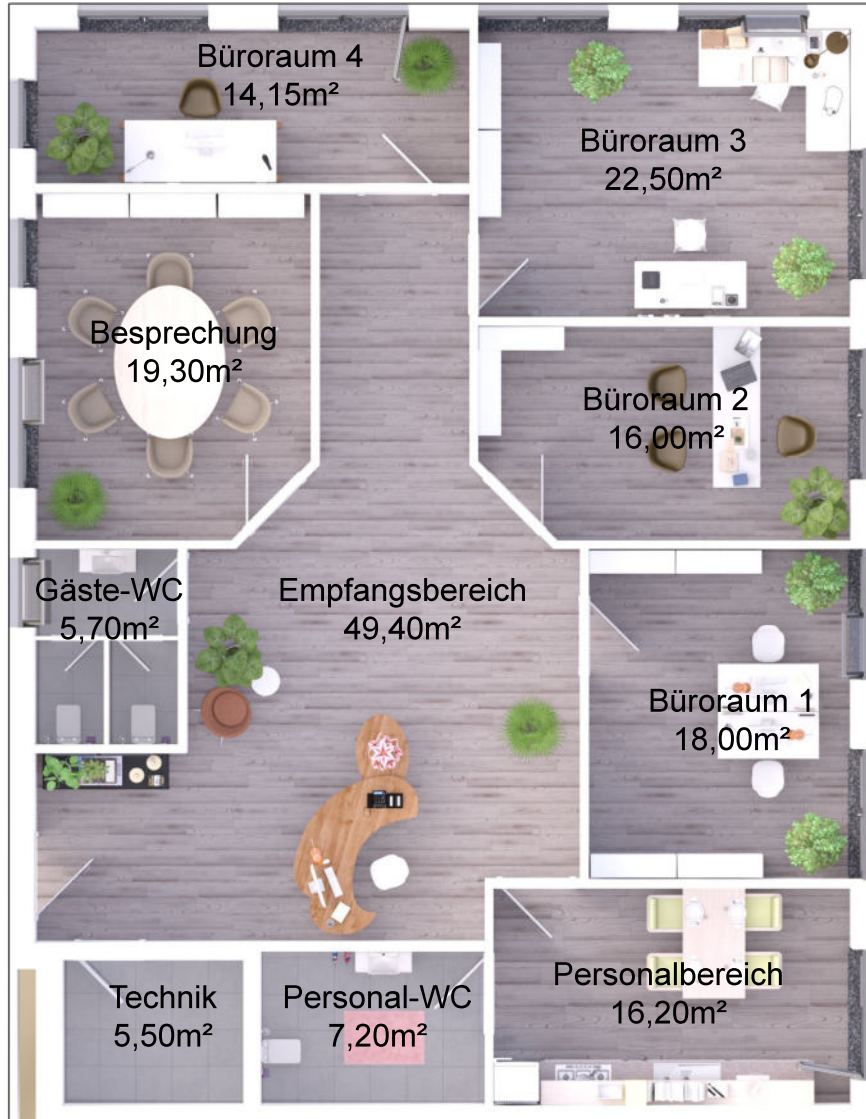 Büroraum 4
14,15m²
Büroraum 3
22,50m²
Besprechung
19,30m²
Büroraum 2
16,00m²
Gäste-WC
5,70m²
Empfangsbereich
49,40m²
Büroraum 1
18,00m²
Technik
5,50m²
Personal-WC
7,20m²
Personalbereich
16,20m²